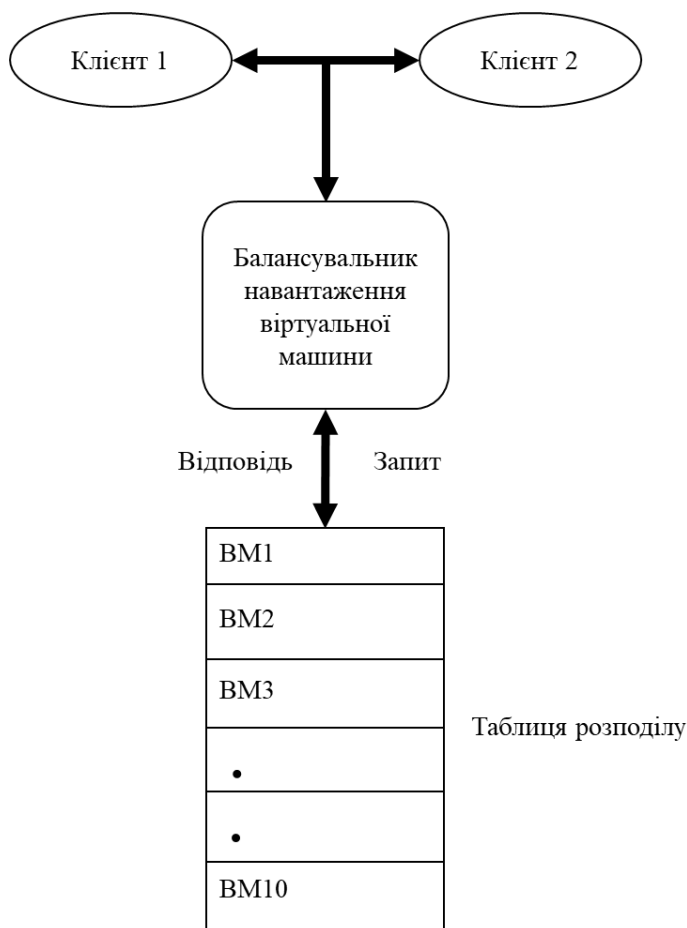 Клієнт 1
Клієнт 2
Балансувальник
навантаження
віртуальної
машини
Відповідь
Запит
ВМ1
ВМ2
ВМ3
Таблиця розподілу
ВМ10